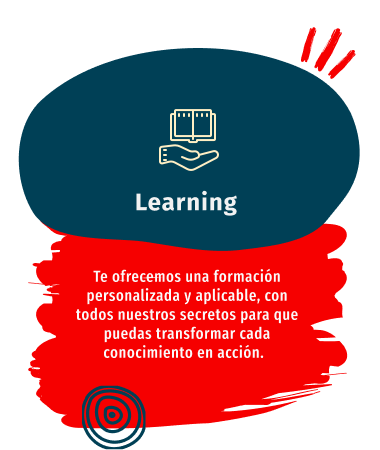 Learning
Te ofrecemos una formación
personalizada y aplicable, con
todos nuestros secretos para que
puedas transformar cada
conocimiento en acción.